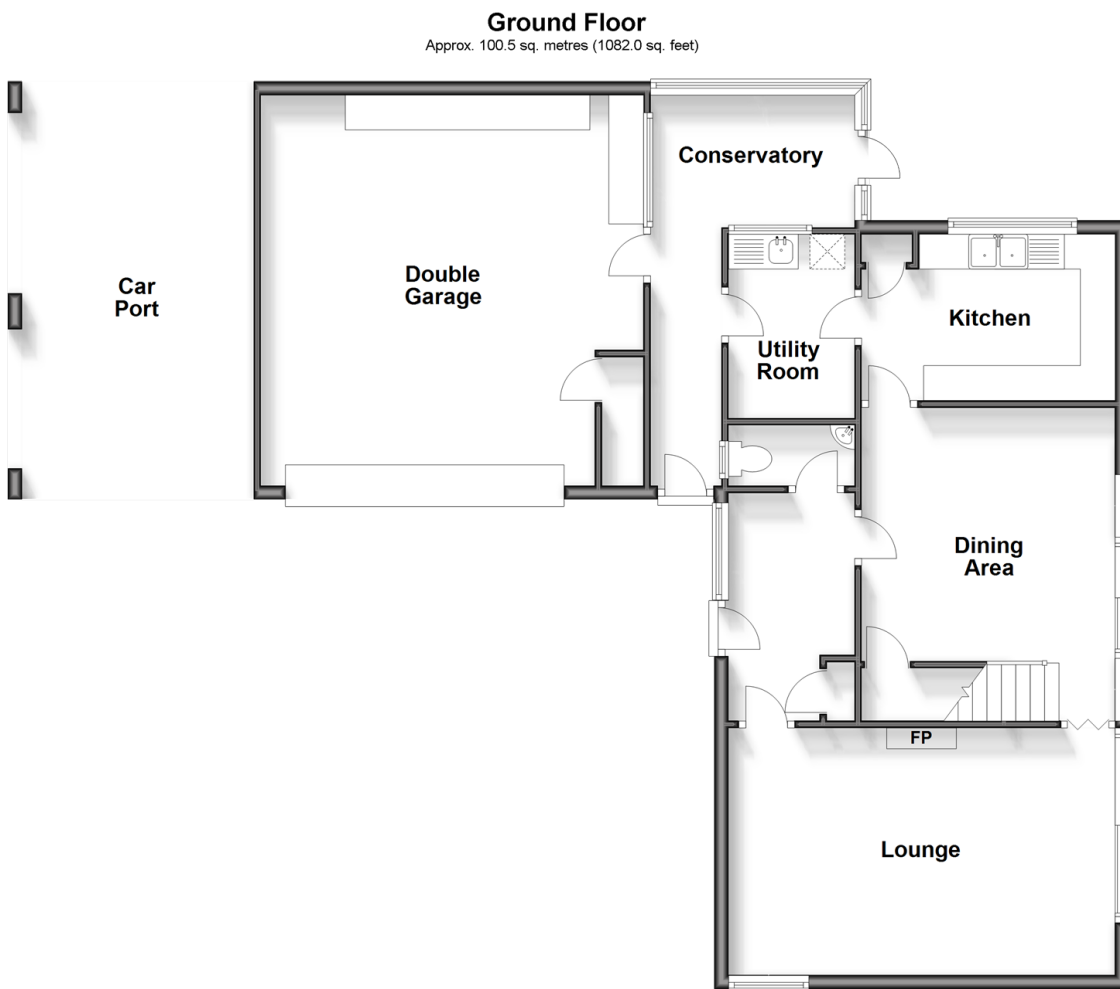 Ground Floor
Approx. 100.5 sq. metres (1082.0 sq. feet)
Conservatory
Double
Garage
Car
Port
Kitchen
Utility
Room
Dining
Area
FP
Lounge